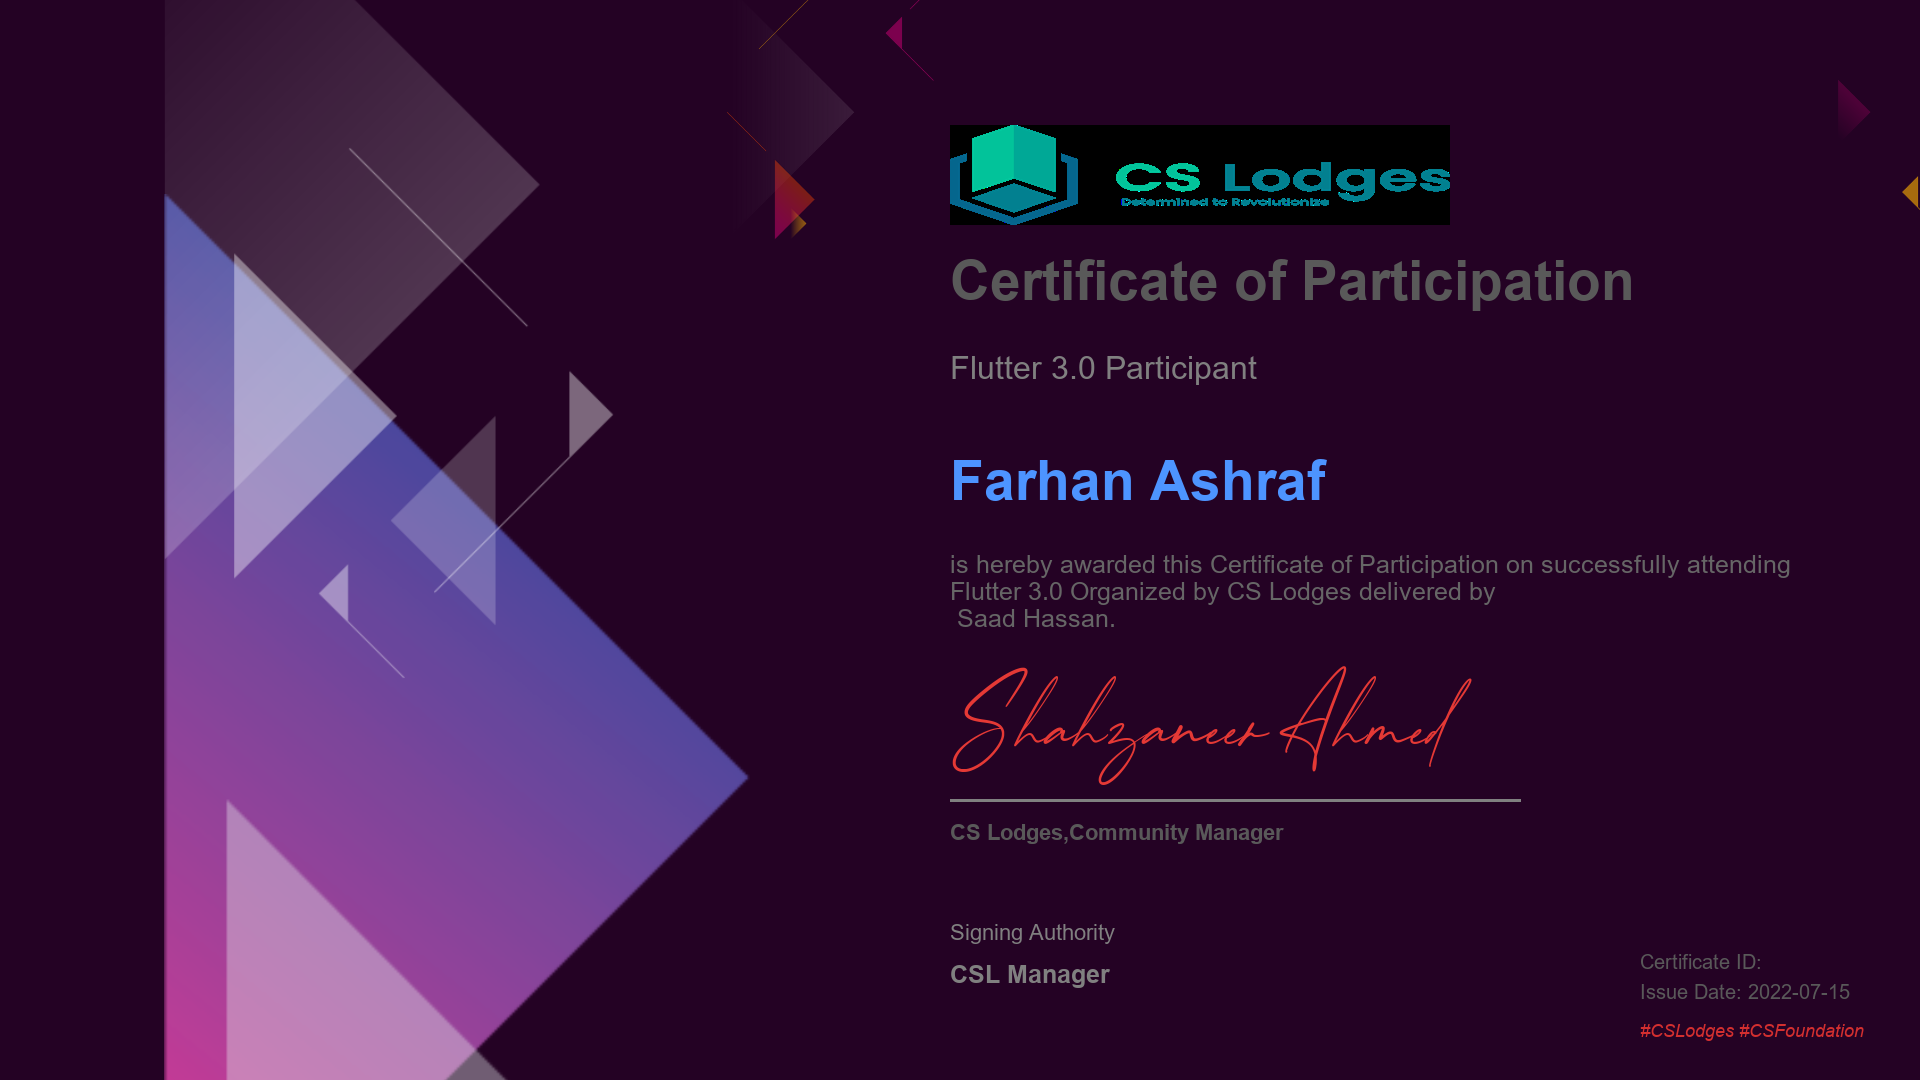 CS Lodges
Determined to Revolutionize
Certificate of Participation
Flutter 3.0 Participant
Farhan Ashraf
is hereby awarded this Certificate of Participation on successfully attending
Flutter 3.0 Organized by CS Lodges delivered by
Saad Hassan.
Shahzaneer Ahmed
CS Lodges,Community Manager
Signing Authority
CSL Manager
Certificate ID:
Issue Date: 2022-07-15
#CSLodges #CSFoundation